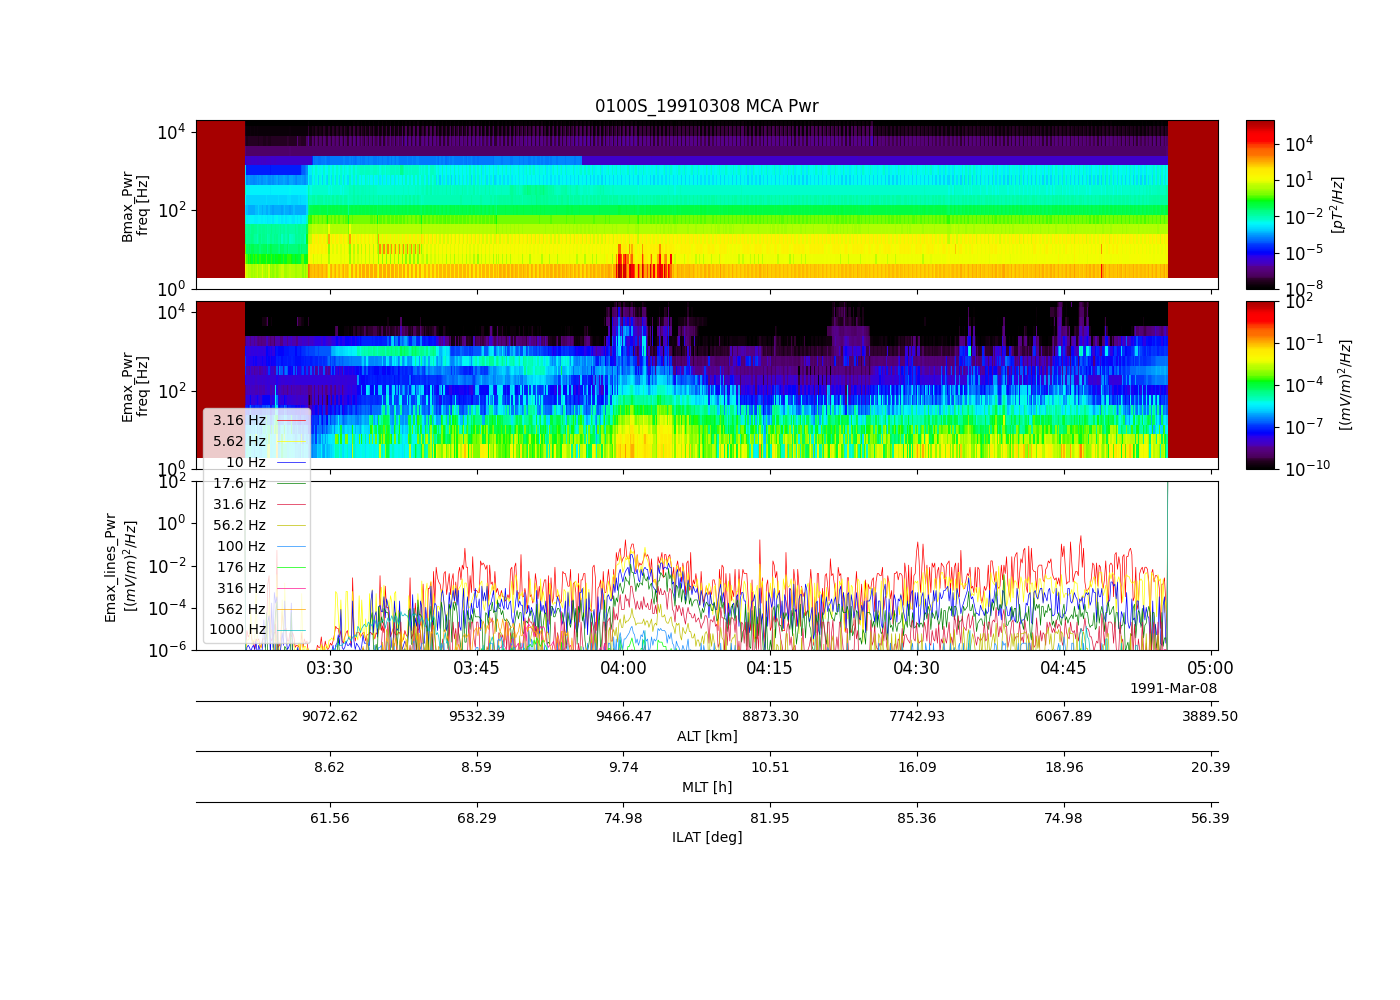 0100S_19910308 MCA Pwr
10^4
10^2
10^0
Bmax_Pwr
freq [Hz]
10^4
10^1
10^-2
10^-5
10^-8
[pT^2/Hz]
10^4
10^2
10^0
Emax_Pwr
freq [Hz]
10^2
10^-1
10^-4
10^-7
10^-10
[(mV/m)^2/Hz]
3.16 Hz
5.62 Hz
10 Hz
17.6 Hz
31.6 Hz
56.2 Hz
100 Hz
176 Hz
316 Hz
562 Hz
1000 Hz
10^2
10^0
10^-2
10^-4
10^-6
Emax_lines_Pwr
[(mV/m)^2/Hz]
03:30 03:45 04:00 04:15 04:30 04:45 05:00
1991-Mar-08
9072.62 9532.39 9466.47 8873.30 7742.93 6067.89 3889.50
ALT [km]
8.62 8.59 9.74 10.51 16.09 18.96 20.39
MLT [h]
61.56 68.29 74.98 81.95 85.36 74.98 56.39
ILAT [deg]